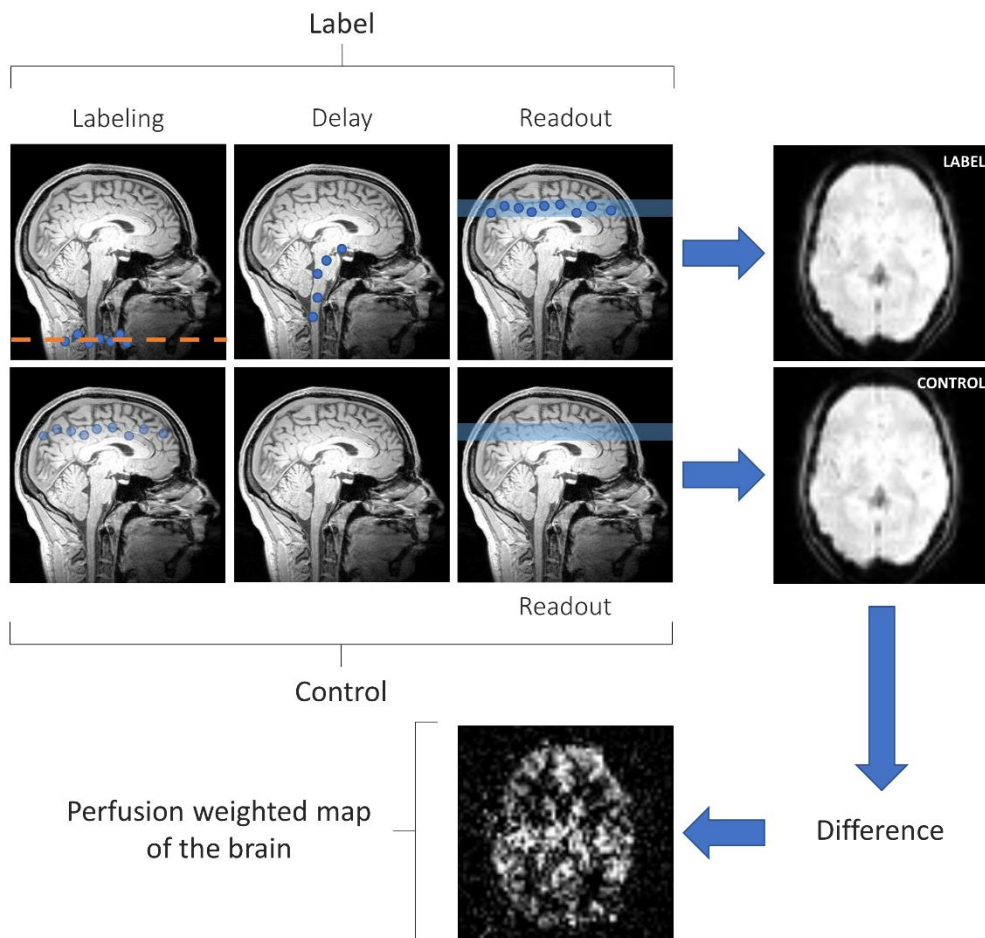 Label
Labeling
Delay
Readout
LABEL
CONTROL
Readout
Control
Perfusion weighted map
of the brain
Difference